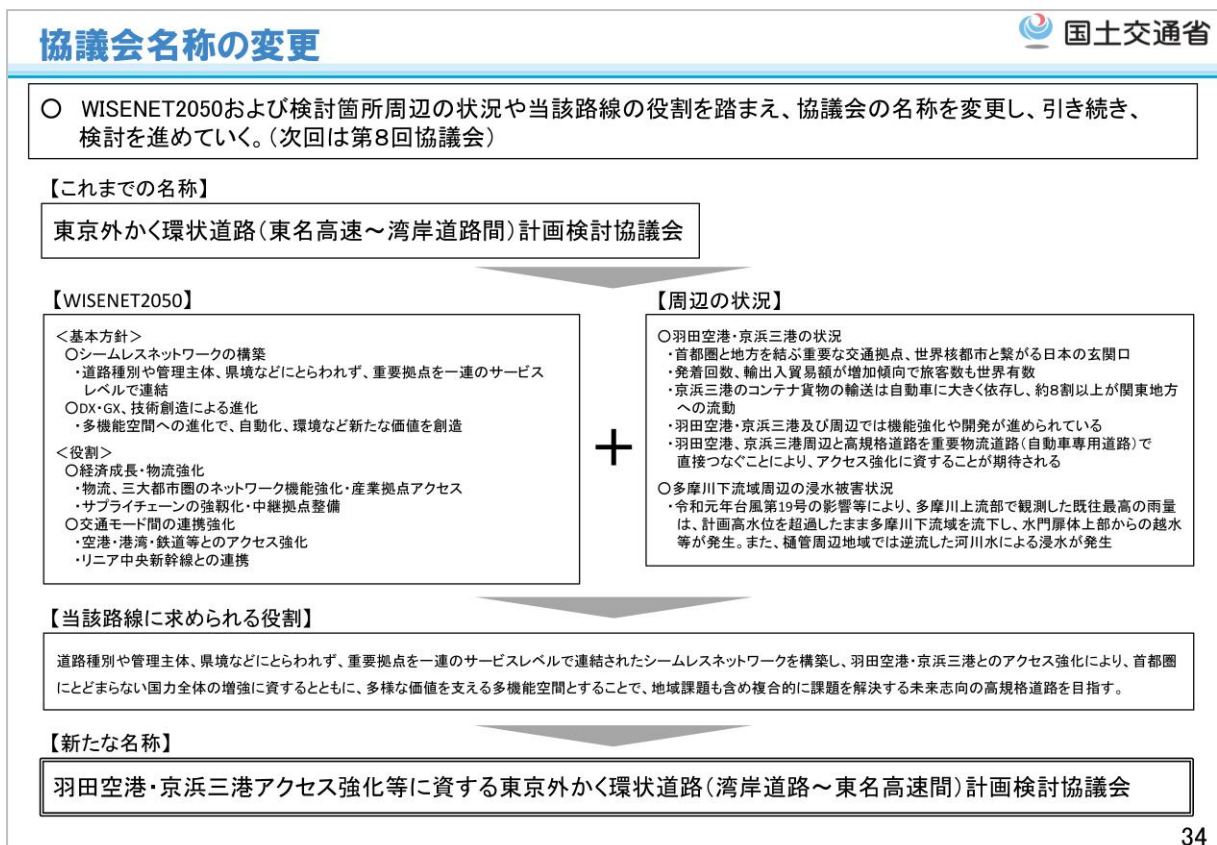 協議会名称の変更
国土交通省
○ WISENET2050および検討箇所周辺の状況や当該路線の役割を踏まえ、協議会の名称を変更し、引き続き、
検討を進めていく。(次回は第8回協議会)
【これまでの名称】
東京外かく環状道路(東名高速～湾岸道路間)計画検討協議会
【WISENET2050】
＜基本方針＞
○シームレスネットワークの構築
・道路種別や管理主体、県境などにとらわれず、重要拠点を一連のサービス
レベルで連結
○DX・GX、技術創造による進化
・多機能空間への進化で、自動化、環境など新たな価値を創造
＜役割＞
○経済成長・物流強化
・物流、三大都市圏のネットワーク機能強化・産業拠点アクセス
・サプライチェーンの強靱化・中継拠点整備
○交通モード間の連携強化
・空港・港湾・鉄道等とのアクセス強化
・リニア中央新幹線との連携
＋
【周辺の状況】
○羽田空港・京浜三港の状況
・首都圏と地方を結ぶ重要な交通拠点、世界核都市と繋がる日本の玄関口
・発着回数、輸出入貿易額が増加傾向で旅客数も世界有数
・京浜三港のコンテナ貨物の輸送は自動車に大きく依存し、約8割以上が関東地方
への流動
・羽田空港・京浜三港及び周辺では機能強化や開発が進められている
・羽田空港、京浜三港周辺と高規格道路を重要物流道路(自動車専用道路)で
直接つなぐことにより、アクセス強化に資することが期待される
○多摩川下流域周辺の浸水被害状況
・令和元年台風第19号の影響等により、多摩川上流部で観測した既往最高の雨量
は、計画高水位を超過したまま多摩川下流域を流下し、水門扉体上部からの越水
等が発生。また、樋管周辺地域では逆流した河川水による浸水が発生
【当該路線に求められる役割】
道路種別や管理主体、県境などにとらわれず、重要拠点を一連のサービスレベルで連結されたシームレスネットワークを構築し、羽田空港・京浜三港とのアクセス強化により、首都圏
にとどまらない国力全体の増強に資するとともに、多様な価値を支える多機能空間とすることで、地域課題も含め複合的に課題を解決する未来志向の高規格道路を目指す。
【新たな名称】
羽田空港・京浜三港アクセス強化等に資する東京外かく環状道路(湾岸道路～東名高速間)計画検討協議会
34